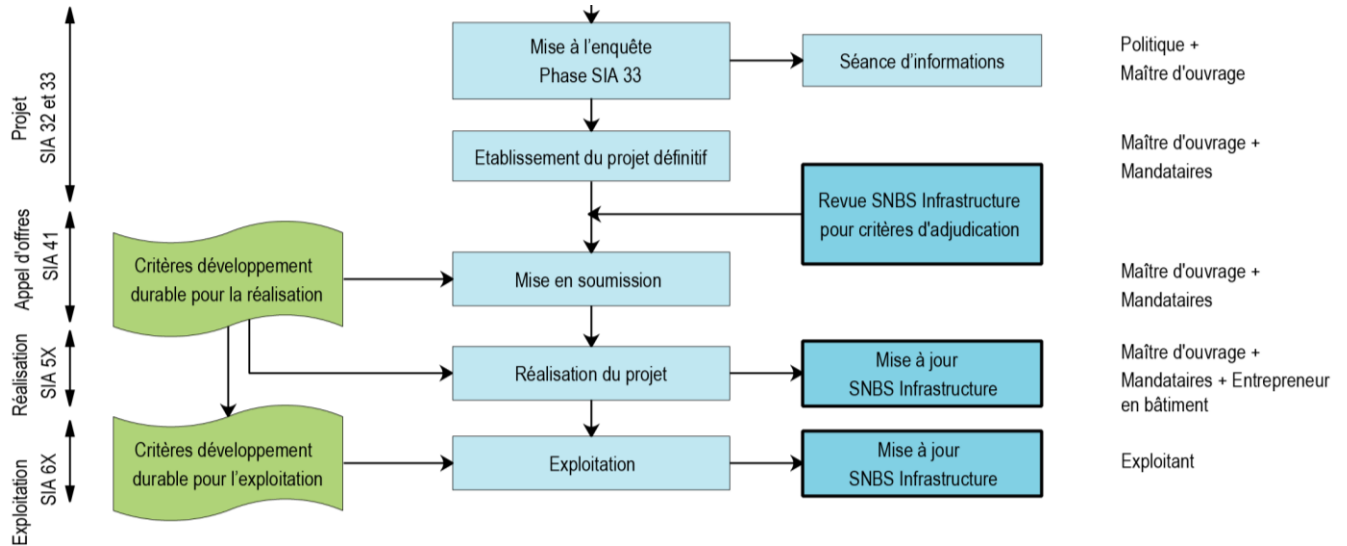 Projet
SIA 32 et 33
Mise à l'enquête
Phase SIA 33
Séance d'informations
Politique +
Maître d'ouvrage
Etablissement du projet définitif
Maître d'ouvrage +
Mandataires
Revue SNBS Infrastructure
pour critères d'adjudication
Appel d'offres
SIA 41
Critères développement
durable pour la réalisation
Mise en soumission
Maître d'ouvrage +
Mandataires
Réalisation
SIA 5X
Réalisation du projet
Mise à jour
SNBS Infrastructure
Maître d'ouvrage +
Mandataires + Entrepreneur
en bâtiment
Exploitation
SIA 6X
Critères développement
durable pour l'exploitation
Exploitation
Mise à jour
SNBS Infrastructure
Exploitant